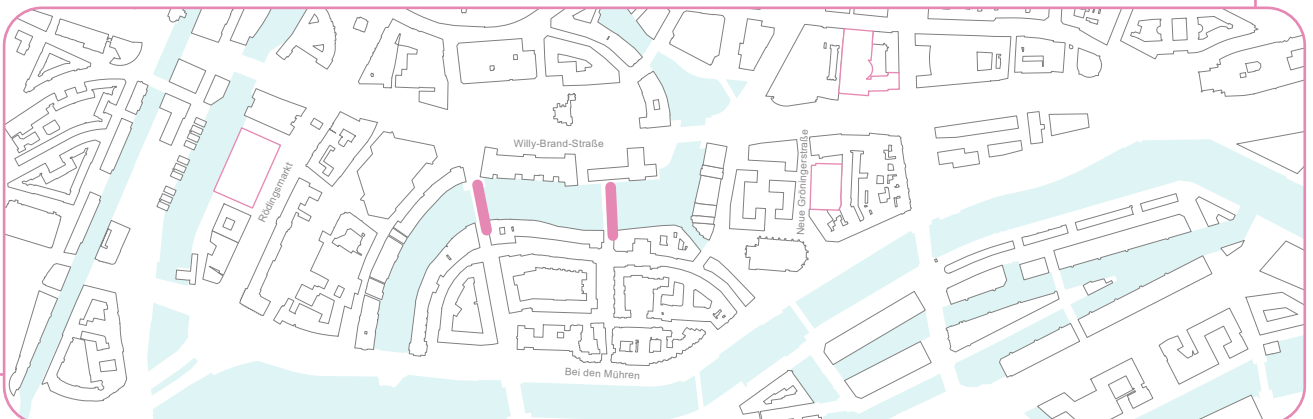 Willy-Brand-Straße
Rödingsmarkt
Neue Gröningerstraße
Bei den Mühren